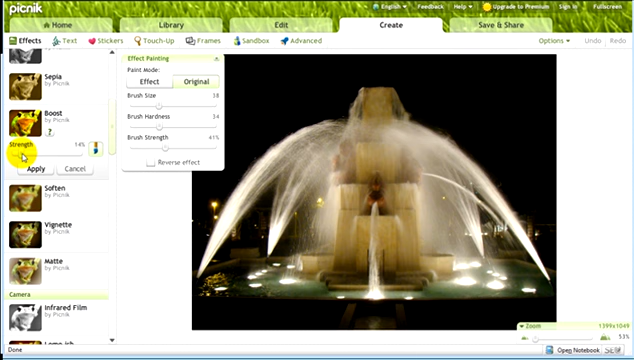 picnik
English Feedback Help Upgrade to Premium Sign in Fullscreen
Home Library Edit Create Save & Share
Effects Text Stickers Touch-Up Frames Sandbox Advanced Options Undo Redo
by Picnik
Sepia
by Picnik
Boost
by Picnik
?
Strength 14%
Apply Cancel
Soften
by Picnik
Vignette
by Picnik
Matte
by Picnik
Camera
Infrared Film
by Picnik
Effect Painting
Paint Mode:
Effect Original
Brush Size 38
Brush Hardness 34
Brush Strength 41%
Reverse effect
Zoom 1399x1049
53%
Done Open Notebook